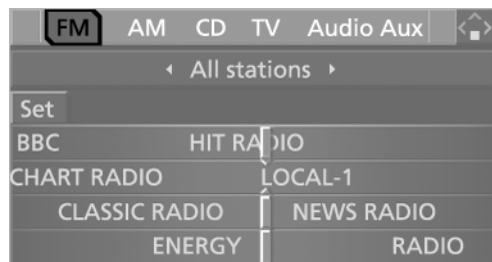 FM AM CD TV Audio Aux
All stations
Set
BBC HIT RADIO
CHART RADIO LOCAL-1
CLASSIC RADIO NEWS RADIO
ENERGY RADIO